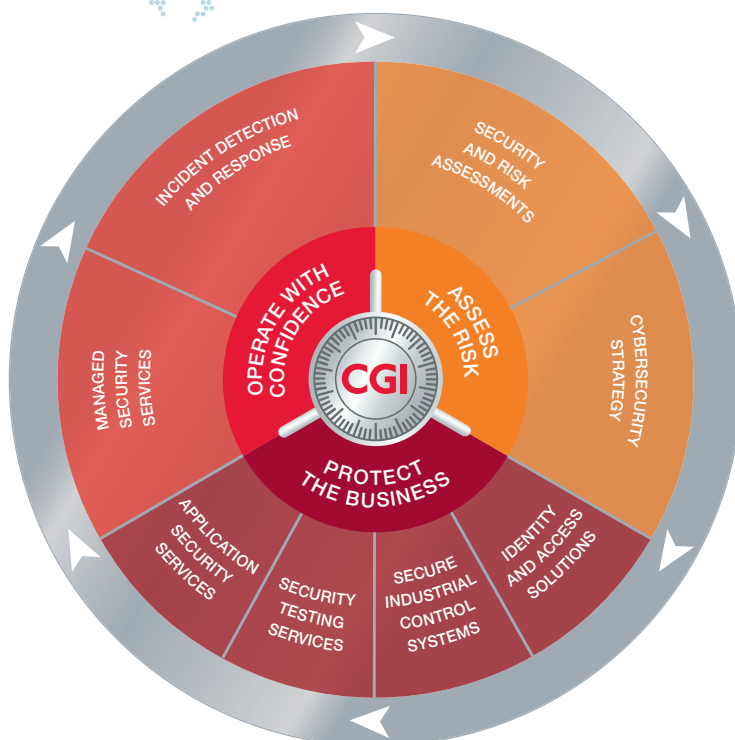 INCIDENT DETECTION
AND RESPONSE
SECURITY
AND RISK
ASSESSMENTS
OPERATE WITH
CONFIDENCE
ASSESS
THE RISK
MANAGED
SECURITY
SERVICES
CGI
CYBERSECURITY
STRATEGY
PROTECT
THE BUSINESS
APPLICATION
SECURITY
SERVICES
SECURITY
TESTING
SERVICES
SECURE
INDUSTRIAL
CONTROL
SYSTEMS
IDENTITY
AND ACCESS
SOLUTIONS